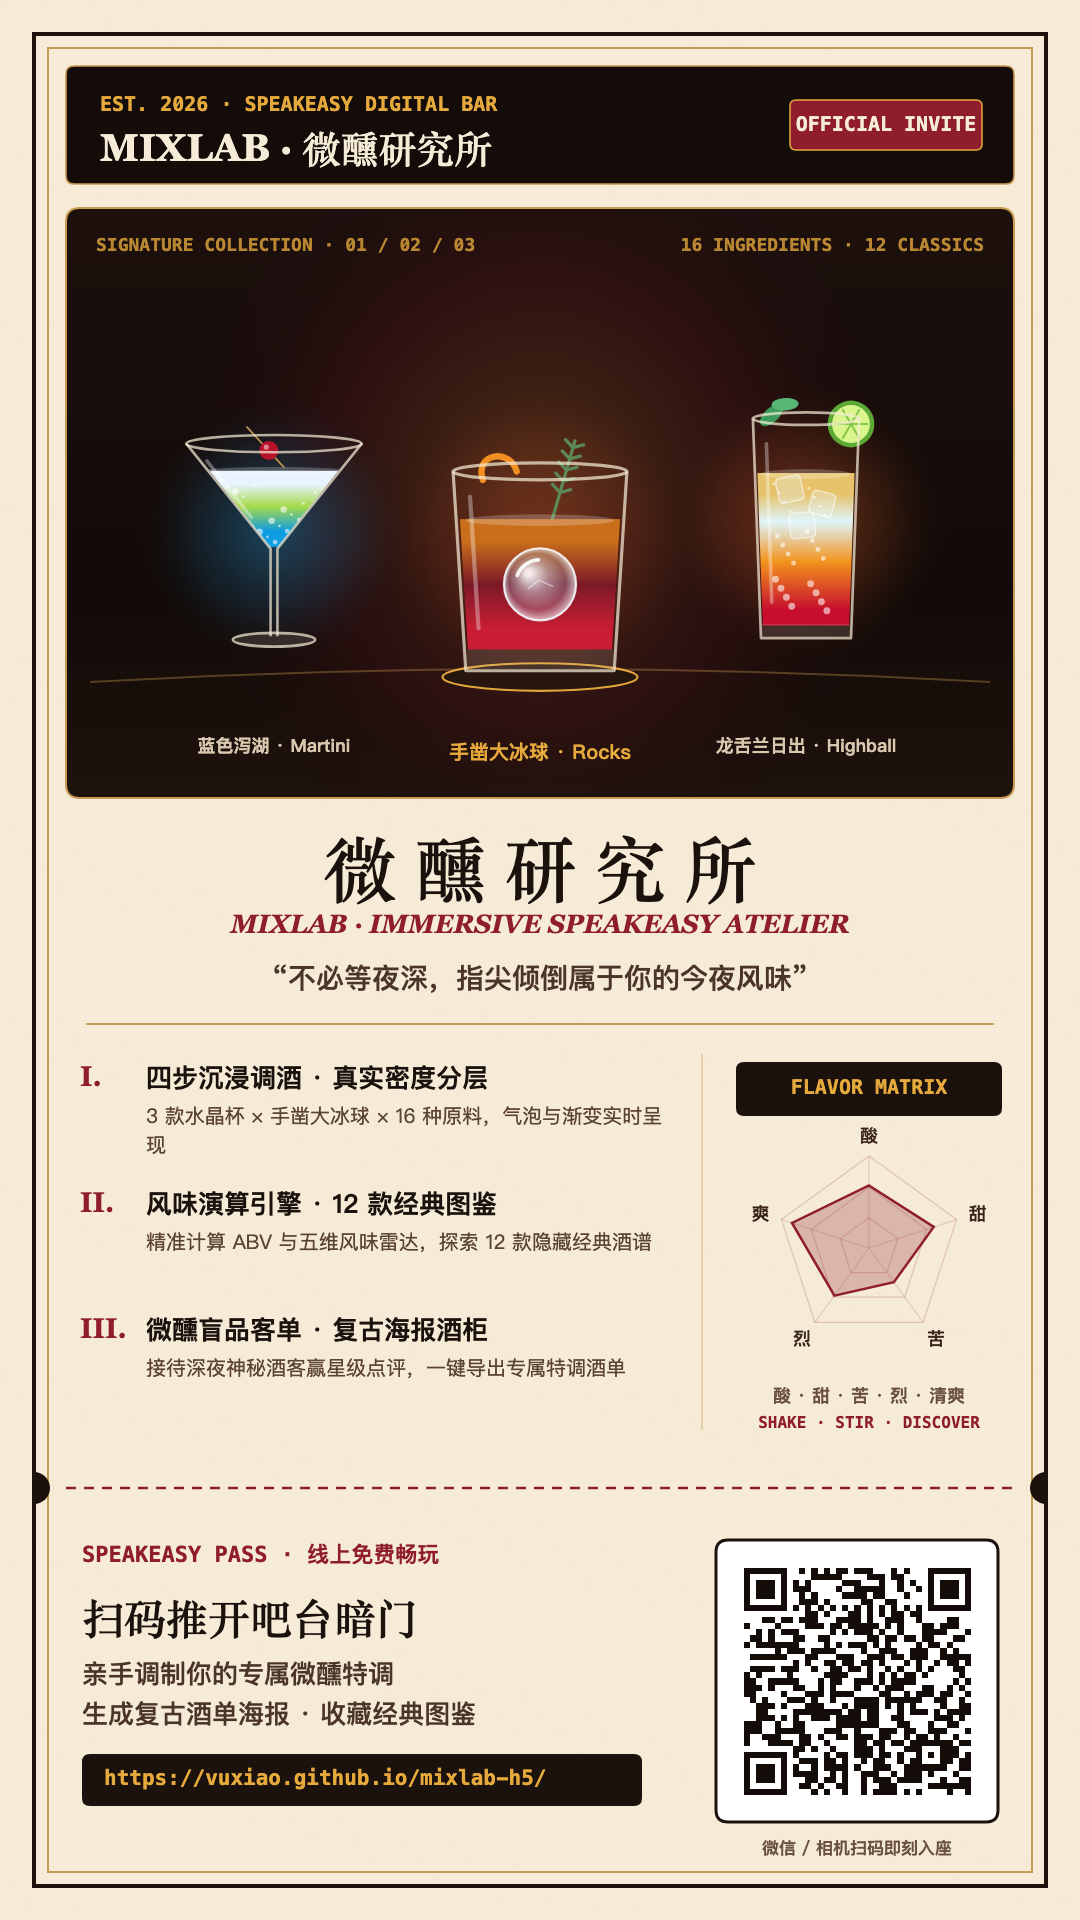 EST. 2026 · SPEAKEASY DIGITAL BAR
MIXLAB · 微醺研究所
OFFICIAL INVITE
SIGNATURE COLLECTION · 01 / 02 / 03
16 INGREDIENTS · 12 CLASSICS
蓝色泻湖 · Martini
手凿大冰球 · Rocks
龙舌兰日出 · Highball
微醺研究所
MIXLAB · IMMERSIVE SPEAKEASY ATELIER
“不必等夜深，指尖倾倒属于你的今夜风味”
I. 四步沉浸调酒 · 真实密度分层
3 款水晶杯 × 手凿大冰球 × 16 种原料，气泡与渐变实时呈
现
II. 风味演算引擎 · 12 款经典图鉴
精准计算 ABV 与五维风味雷达，探索 12 款隐藏经典酒谱
III. 微醺盲品客单 · 复古海报酒柜
接待深夜神秘酒客赢星级点评，一键导出专属特调酒单
FLAVOR MATRIX
酸
爽
甜
烈
苦
酸 · 甜 · 苦 · 烈 · 清爽
SHAKE · STIR · DISCOVER
SPEAKEASY PASS · 线上免费畅玩
扫码推开吧台暗门
亲手调制你的专属微醺特调
生成复古酒单海报 · 收藏经典图鉴
https://vuxiao.github.io/mixlab-h5/
微信 / 相机扫码即刻入座